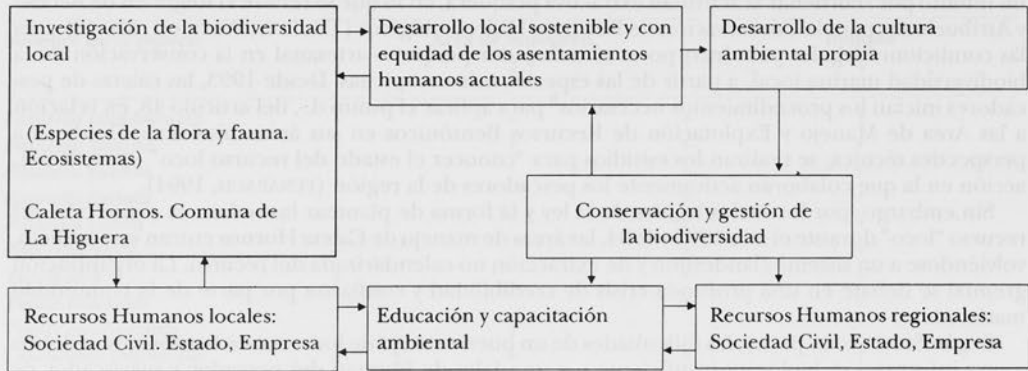 Investigación de la biodiversidad
local
(Especies de la flora y fauna.
Ecosistemas)
Caleta Hornos. Comuna de
La Higuera
Desarrollo local sostenible y con
equidad de los asentamientos
humanos actuales
Desarrollo de la cultura
ambiental propia
Conservación y gestión de
la biodiversidad
Recursos Humanos locales:
Sociedad Civil. Estado, Empresa
Educación y capacitación
ambiental
Recursos Humanos regionales:
Sociedad Civil, Estado, Empresa